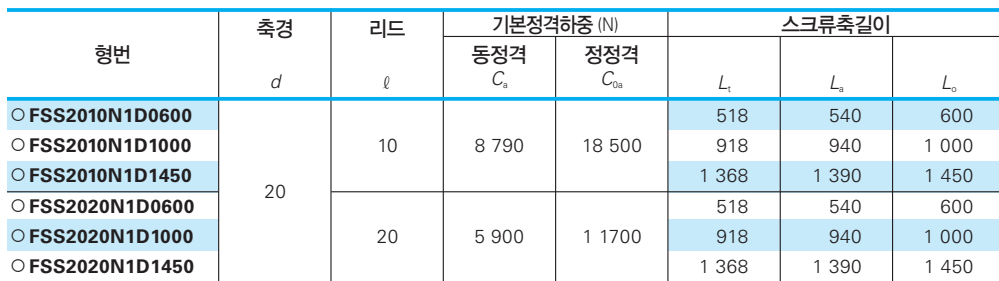 형번 축경 리드 기본정격하중 (N) 스크류축길이
동정격 정정격
d ℓ Ca C0a Lt La Lo
○ FSS2010N1D0600 518 540 600
○ FSS2010N1D1000 10 8 790 18 500 918 940 1 000
○ FSS2010N1D1450 1 368 1 390 1 450
20
○ FSS2020N1D0600 518 540 600
○ FSS2020N1D1000 20 5 900 1 1700 918 940 1 000
○ FSS2020N1D1450 1 368 1 390 1 450